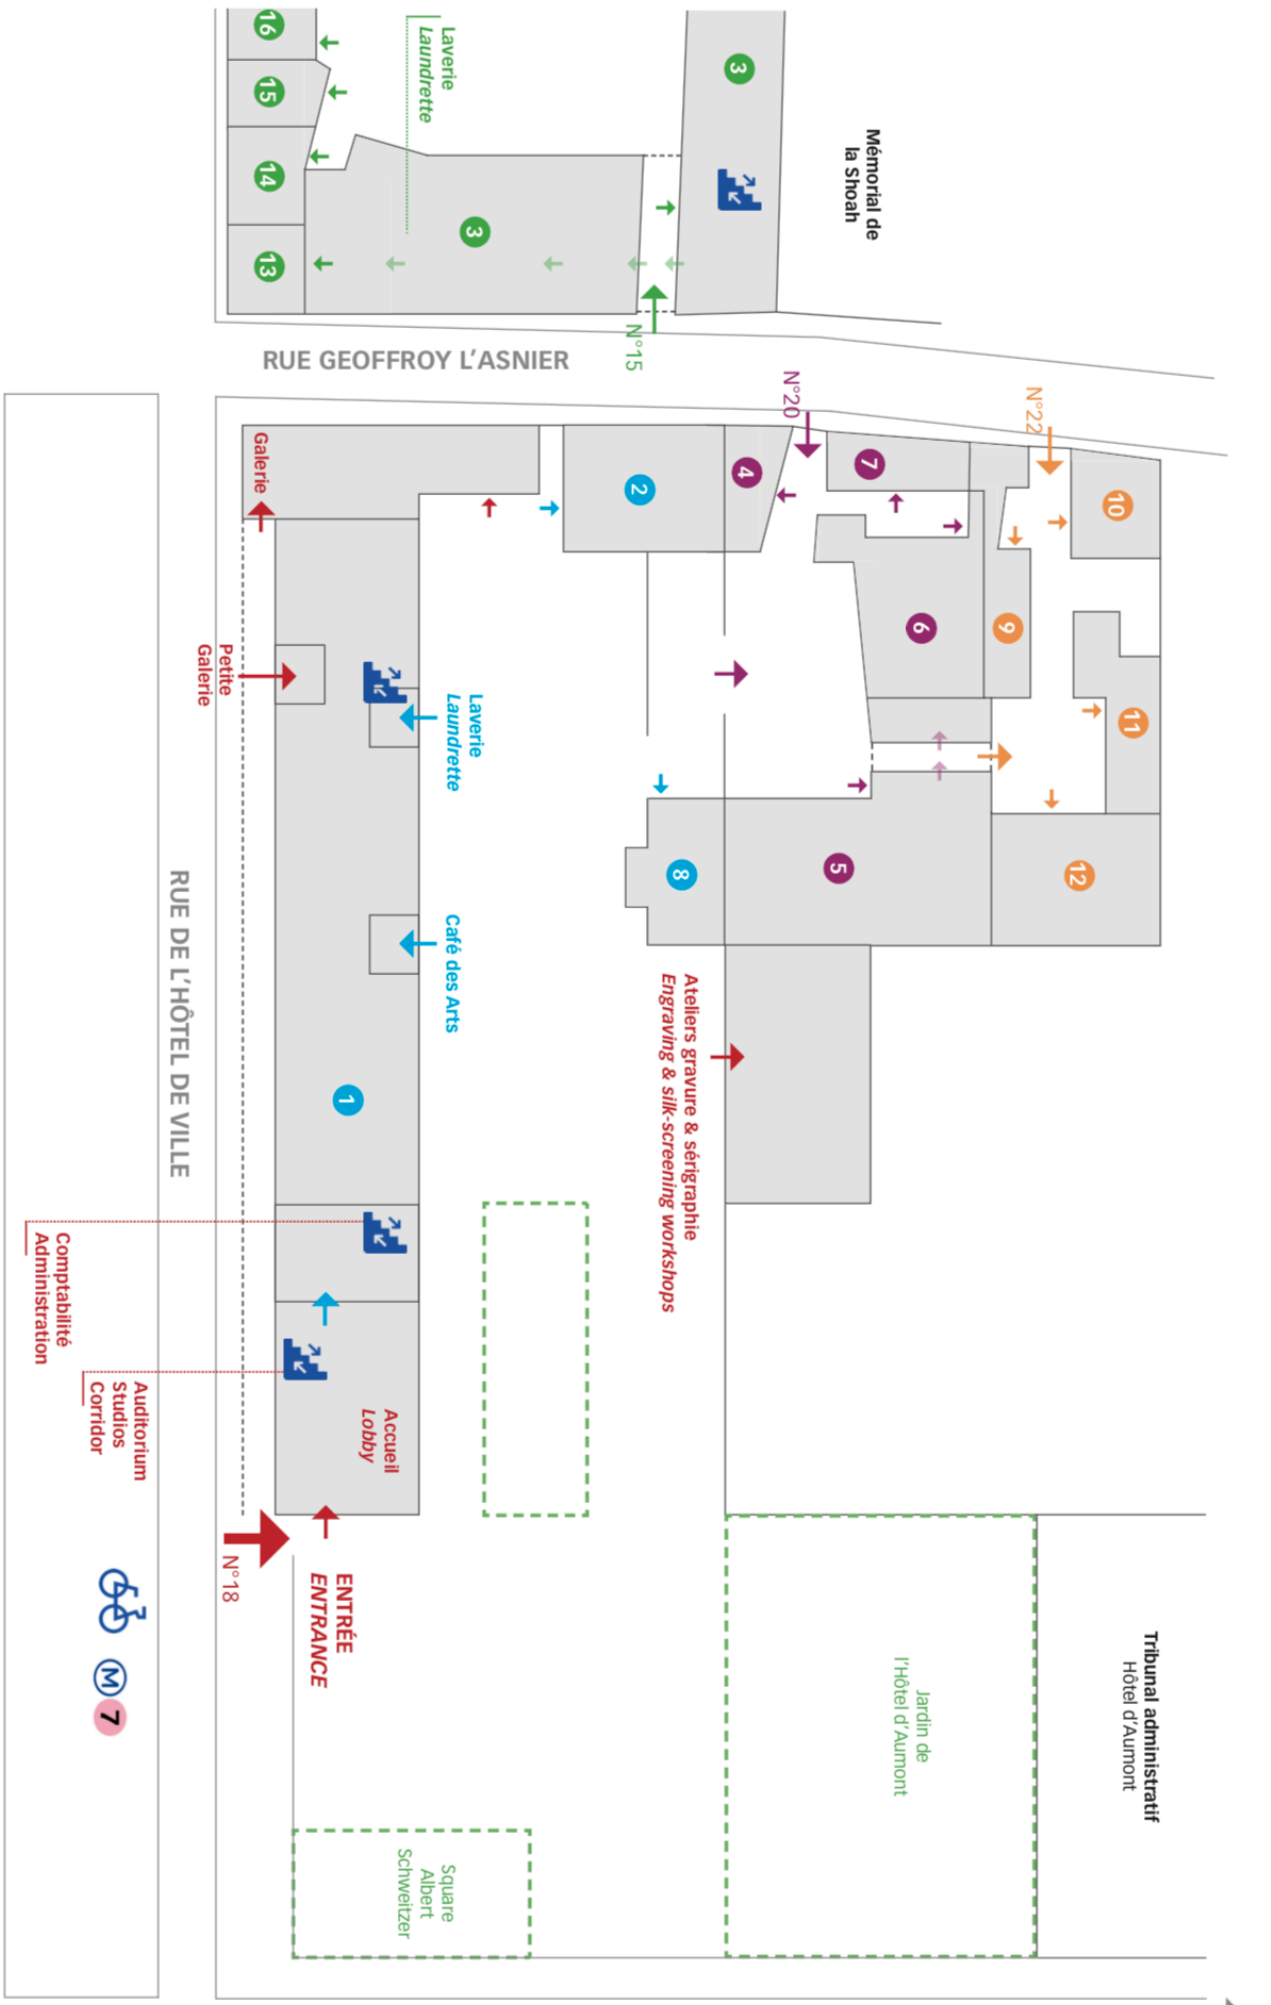 Mémorial de
la Shoah
3
Laverie
Laundrette
3
16
15
14
13
N°15
RUE GEOFFROY L'ASNIER
N°22
N°20
10
7
4
2
Galerie
9
6
11
12
5
8
Petite
Galerie
Laverie
Laundrette
Café des Arts
Ateliers gravure & sérigraphie
Engraving & silk-screening workshops
1
RUE DE L'HÔTEL DE VILLE
Comptabilité
Administration
Auditorium
Studios
Corridor
Accueil
Lobby
N°18
ENTRÉE
ENTRANCE
M 7
Tribunal administratif
Hôtel d'Aumont
Jardin de
l'Hôtel d'Aumont
Square
Albert
Schweitzer